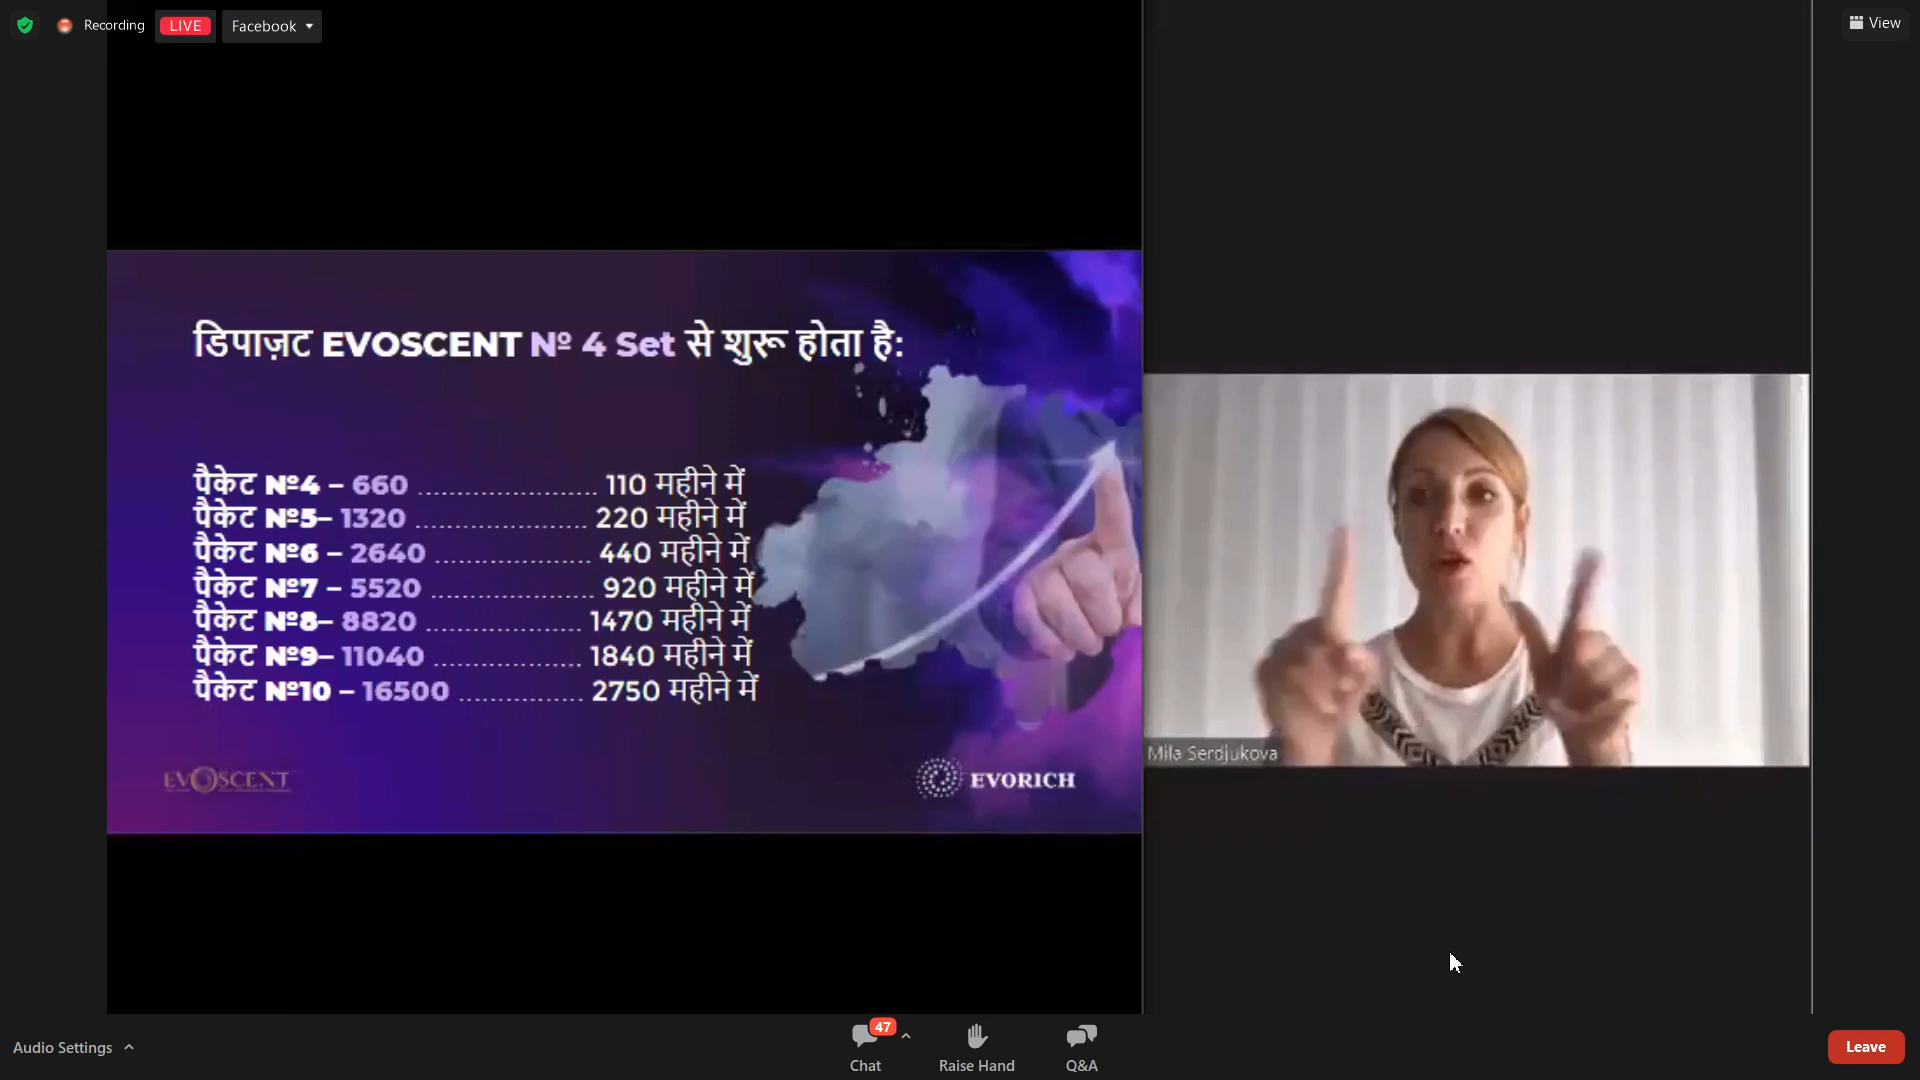 Recording
LIVE
Facebook
View
डिपाज़ट EVOSCENT № 4 Set से शुरू होता है:
पैकेट №4 – 660 ........................ 110 महीने में
पैकेट №5– 1320 ....................... 220 महीने में
पैकेट №6 – 2640 ..................... 440 महीने में
पैकेट №7 – 5520 ...................... 920 महीने में
पैकेट №8– 8820 ..................... 1470 महीने में
पैकेट №9– 11040 .................... 1840 महीने में
पैकेट №10 – 16500 ................. 2750 महीने में
EVOSCENT
EVORICH
Mila Serdjukova
Audio Settings
47
Chat
Raise Hand
Q&A
Leave